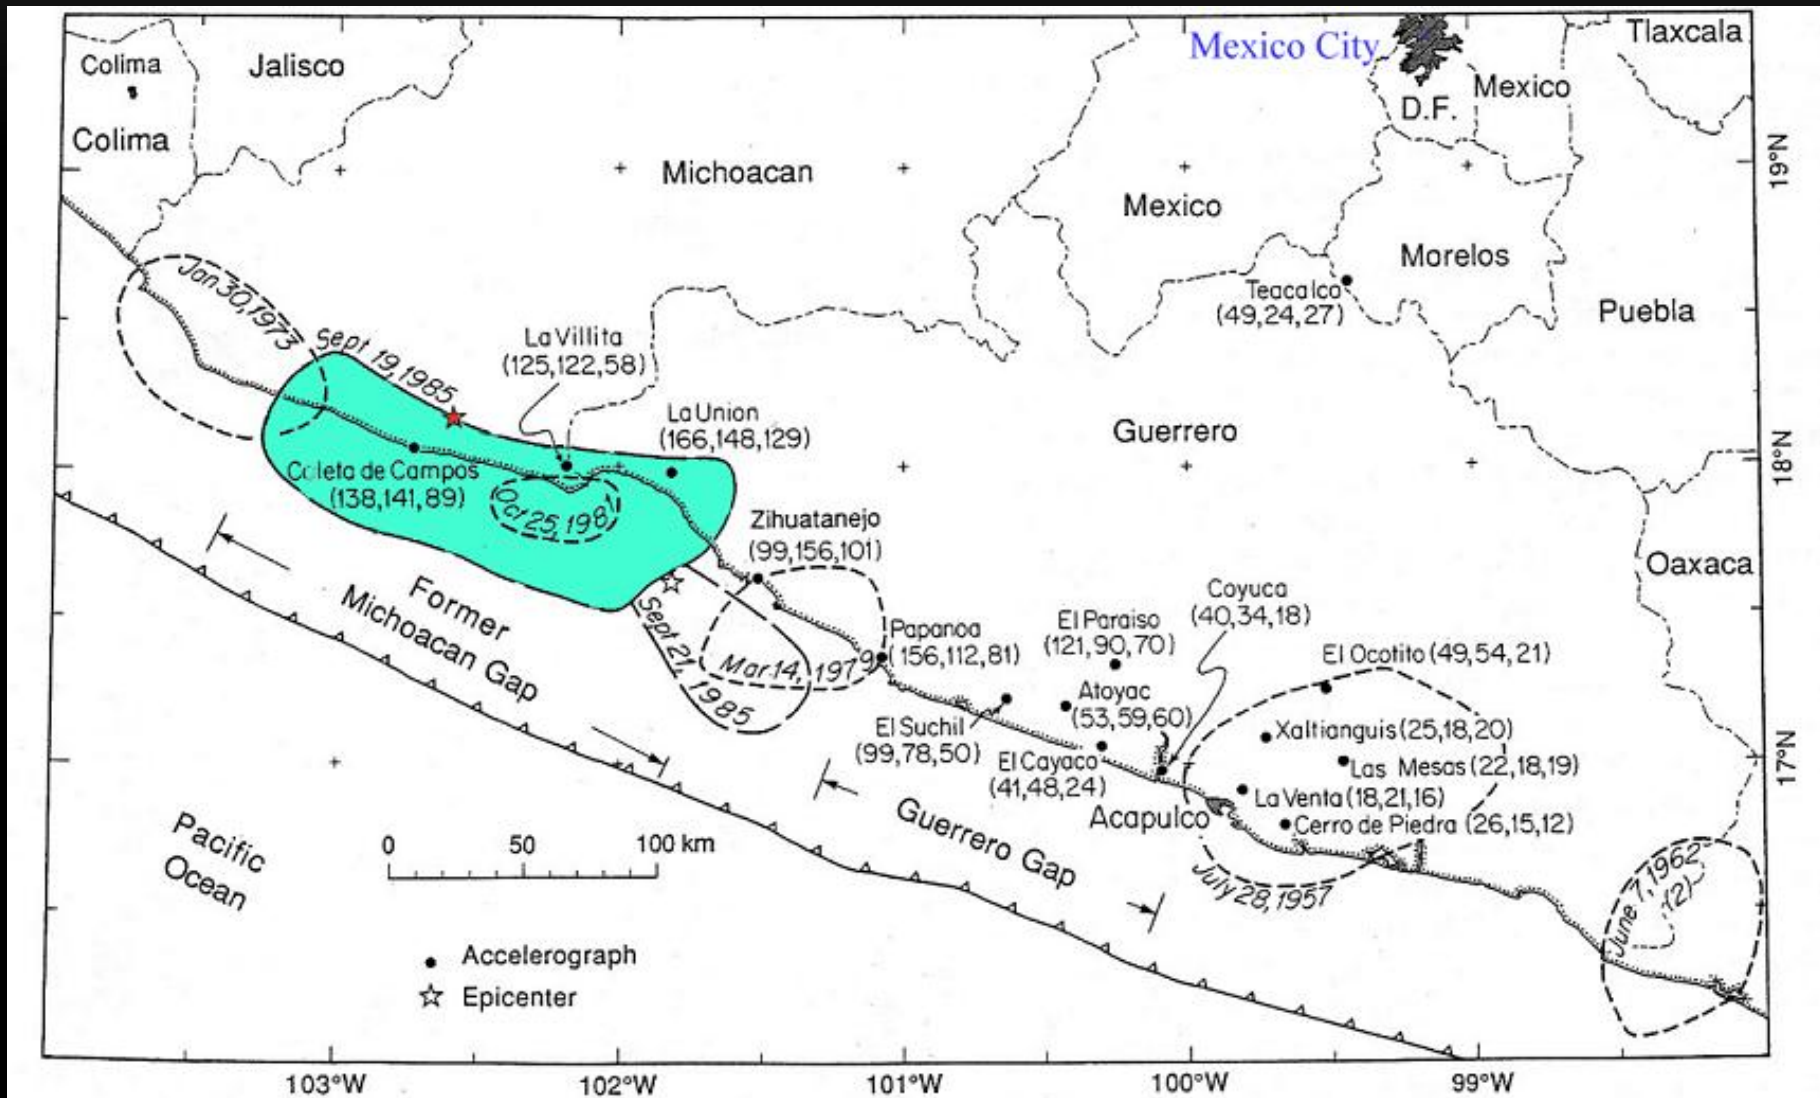 Mexico City
Tlaxcala
Colima
Jalisco
Mexico
D.F.
Colima
Michoacan
19°N
Mexico
Morelos
Teacalco
(49,24,27)
Puebla
Jan 30,1973
Sept 19,1985
La Villita
(125,122,58)
La Union
(166,148,129)
Guerrero
18°N
Caleta de Campos
(138,141,89)
Oct 25,198
Zihuatanejo
(99,156,101)
Oaxaca
Former
Michoacan Gap
Sept 21, 1985
Mar 14, 1979
Papanoa
(156,112,81)
El Paraiso
(121,90,70)
Coyuca
(40,34,18)
El Ocotito (49,54,21)
Atoyac
(53,59,60)
El Suchil
(99,78,50)
Xaltianguis (25,18,20)
El Cayaco
(41,48,24)
Las Mesas (22,18,19)
17°N
La Venta (18,21,16)
Acapulco
Cerro de Piedra (26,15,12)
Guerrero Gap
Pacific
Ocean
0 50 100 km
July 28,1957
June 7,1962
(2)
Accelerograph
Epicenter
103°W 102°W 101°W 100°W 99°W